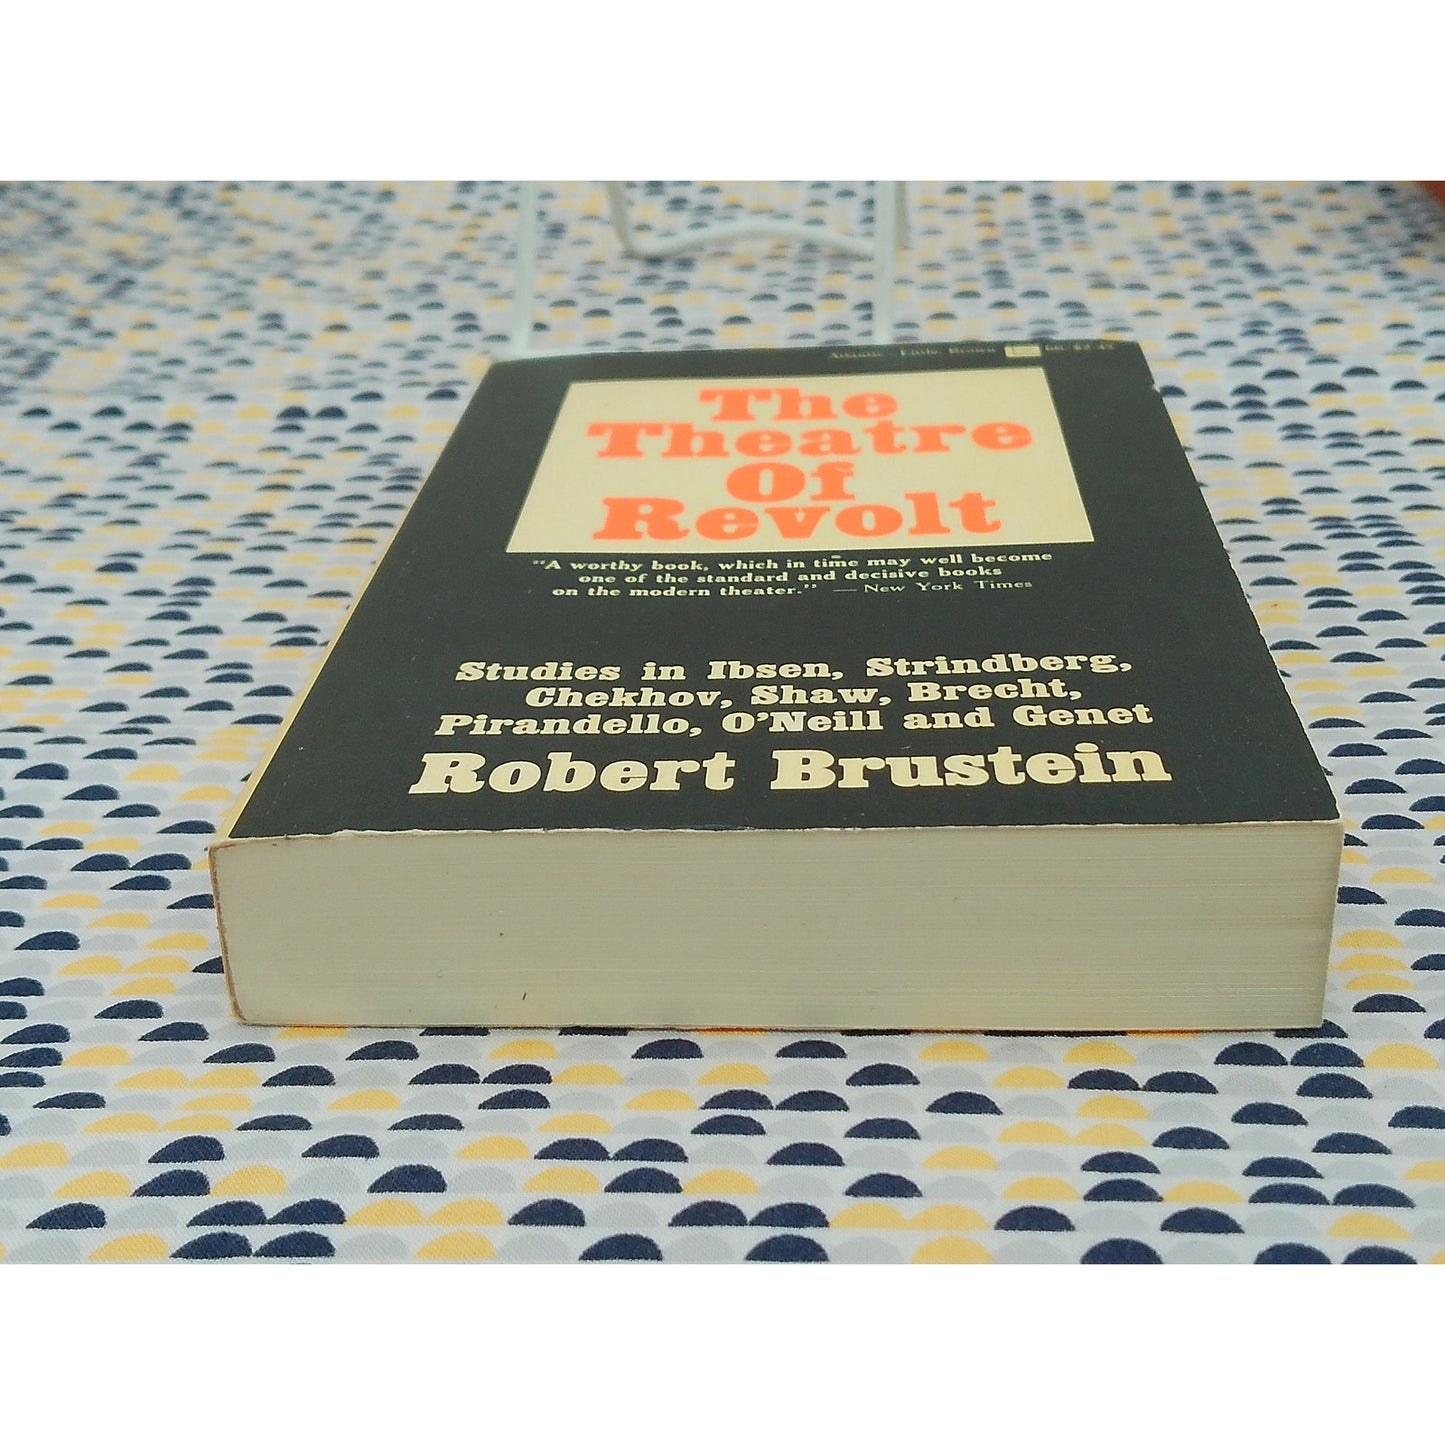 Atlantic - Little, Brown
The
Theatre
Of
Revolt
"A worthy book, which in time may well become
one of the standard and decisive books
on the modern theater." — New York Times
Studies in Ibsen, Strindberg,
Chekhov, Shaw, Brecht,
Pirandello, O'Neill and Genet
Robert Brustein